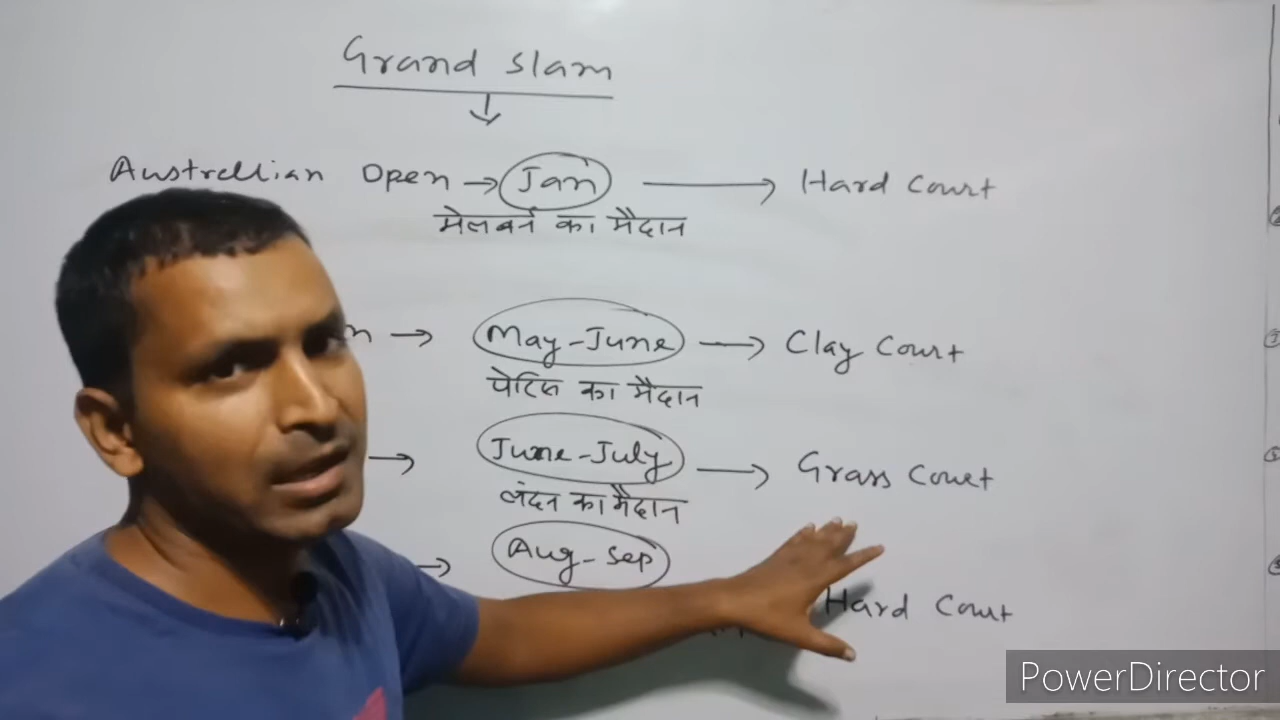 Grand Slam
Austrellian Open → Jan → Hard Court
मेलबर्न का मैदान
→ May-June → Clay Court
पेरिस का मैदान
→ June-July → Grass Court
लंदन का मैदान
→ Aug-Sep
Hard Court
PowerDirector